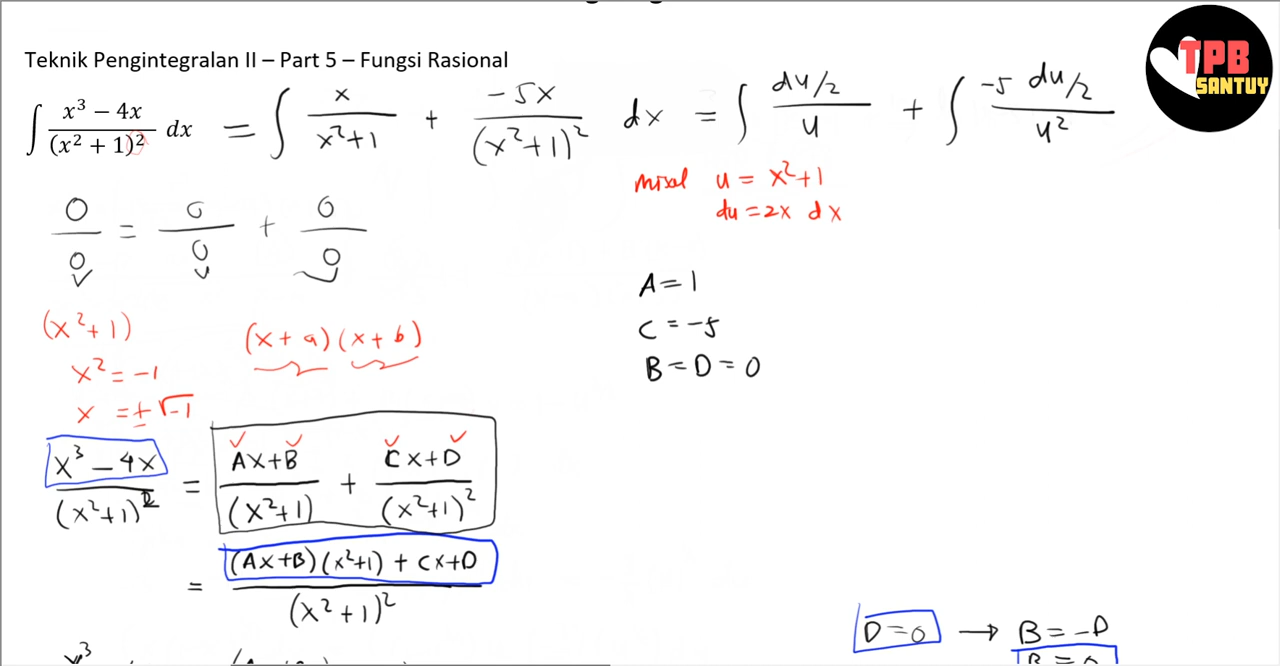 Teknik Pengintegralan II – Part 5 – Fungsi Rasional
TPB
SANTUY
∫ (x³ − 4x)/(x² + 1)² dx = ∫ x/(x²+1) + (−5x)/(x²+1)² dx = ∫ (du/2)/u + ∫ (−5 du/2)/u²
misal u = x²+1
du = 2x dx
0/0 = 0/0 + 0/0
A = 1
C = −5
B = D = 0
(x²+1)
(x + a)(x + b)
x² = −1
x = ±√−1
(x³ − 4x)/(x²+1)² = (Ax+B)/(x²+1) + (Cx+D)/(x²+1)²
= ((Ax+B)(x²+1) + Cx+D)/(x²+1)²
D = 0 → B = −D
B = 0
x³